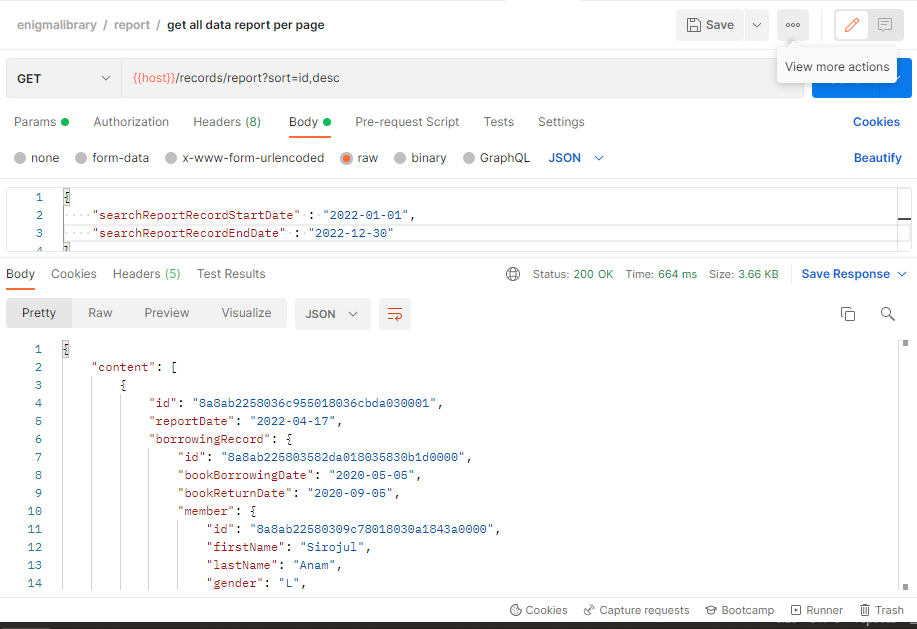 enigmalibrary / report / get all data report per page
Save
View more actions
GET {{host}}/records/report?sort=id,desc
Params Authorization Headers (8) Body Pre-request Script Tests Settings Cookies
none form-data x-www-form-urlencoded raw binary GraphQL JSON Beautify
1 {
2 "searchReportRecordStartDate" : "2022-01-01",
3 "searchReportRecordEndDate" : "2022-12-30"
4 }
Body Cookies Headers (5) Test Results Status: 200 OK Time: 664 ms Size: 3.66 KB Save Response
Pretty Raw Preview Visualize JSON
1 {
2 "content": [
3 {
4 "id": "8a8ab2258036c955018036cbda030001",
5 "reportDate": "2022-04-17",
6 "borrowingRecord": {
7 "id": "8a8ab225803582da018035830b1d0000",
8 "bookBorrowingDate": "2020-05-05",
9 "bookReturnDate": "2020-09-05",
10 "member": {
11 "id": "8a8ab22580309c78018030a1843a0000",
12 "firstName": "Sirojul",
13 "lastName": "Anam",
14 "gender": "L",
Cookies Capture requests Bootcamp Runner Trash